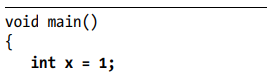 void main()
{
int x = 1;